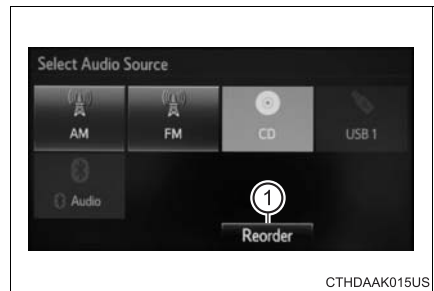 Select Audio Source
AM
FM
CD
USB 1
Audio
1
Reorder
CTHDAAK015US